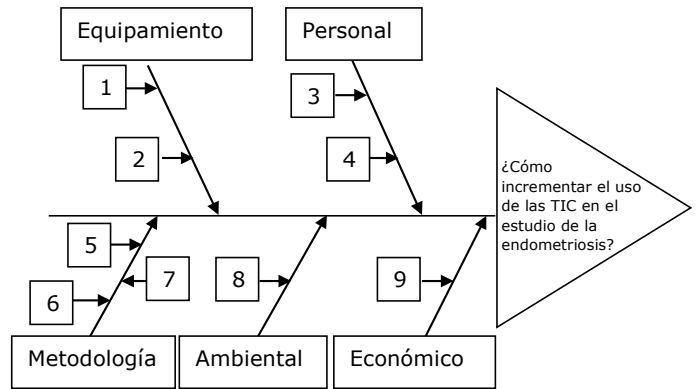 Equipamiento
Personal
1
3
2
4
¿Cómo
incrementar el uso
de las TIC en el
estudio de la
endometriosis?
5
7
8
9
6
Metodología
Ambiental
Económico